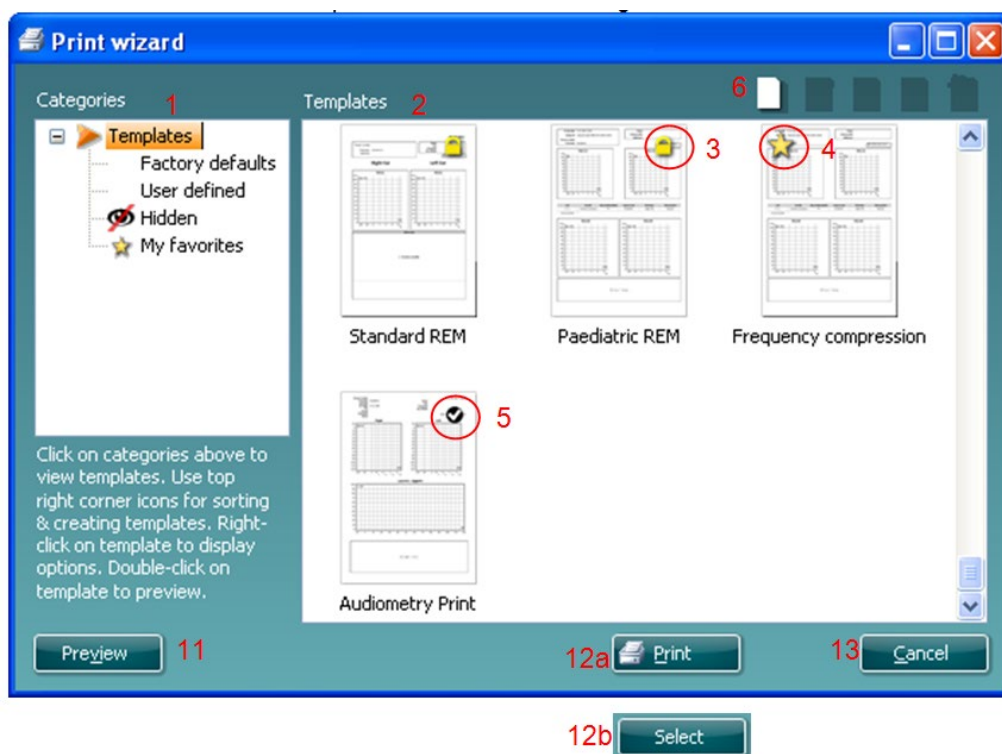 Print wizard
Categories 1
Templates 2
6
Templates
Factory defaults
User defined
Hidden
My favorites
3
4
Standard REM
Paediatric REM
Frequency compression
5
Audiometry Print
Click on categories above to
view templates. Use top
right corner icons for sorting
& creating templates. Right-
click on template to display
options. Double-click on
template to preview.
Preview 11
12a Print
13 Cancel
12b Select